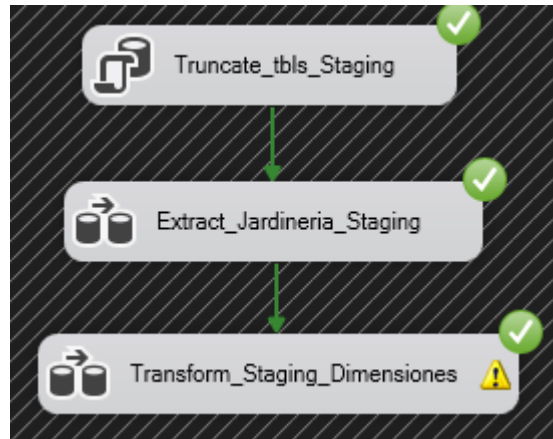 Truncate_tbls_Staging
Extract_Jardineria_Staging
Transform_Staging_Dimensiones